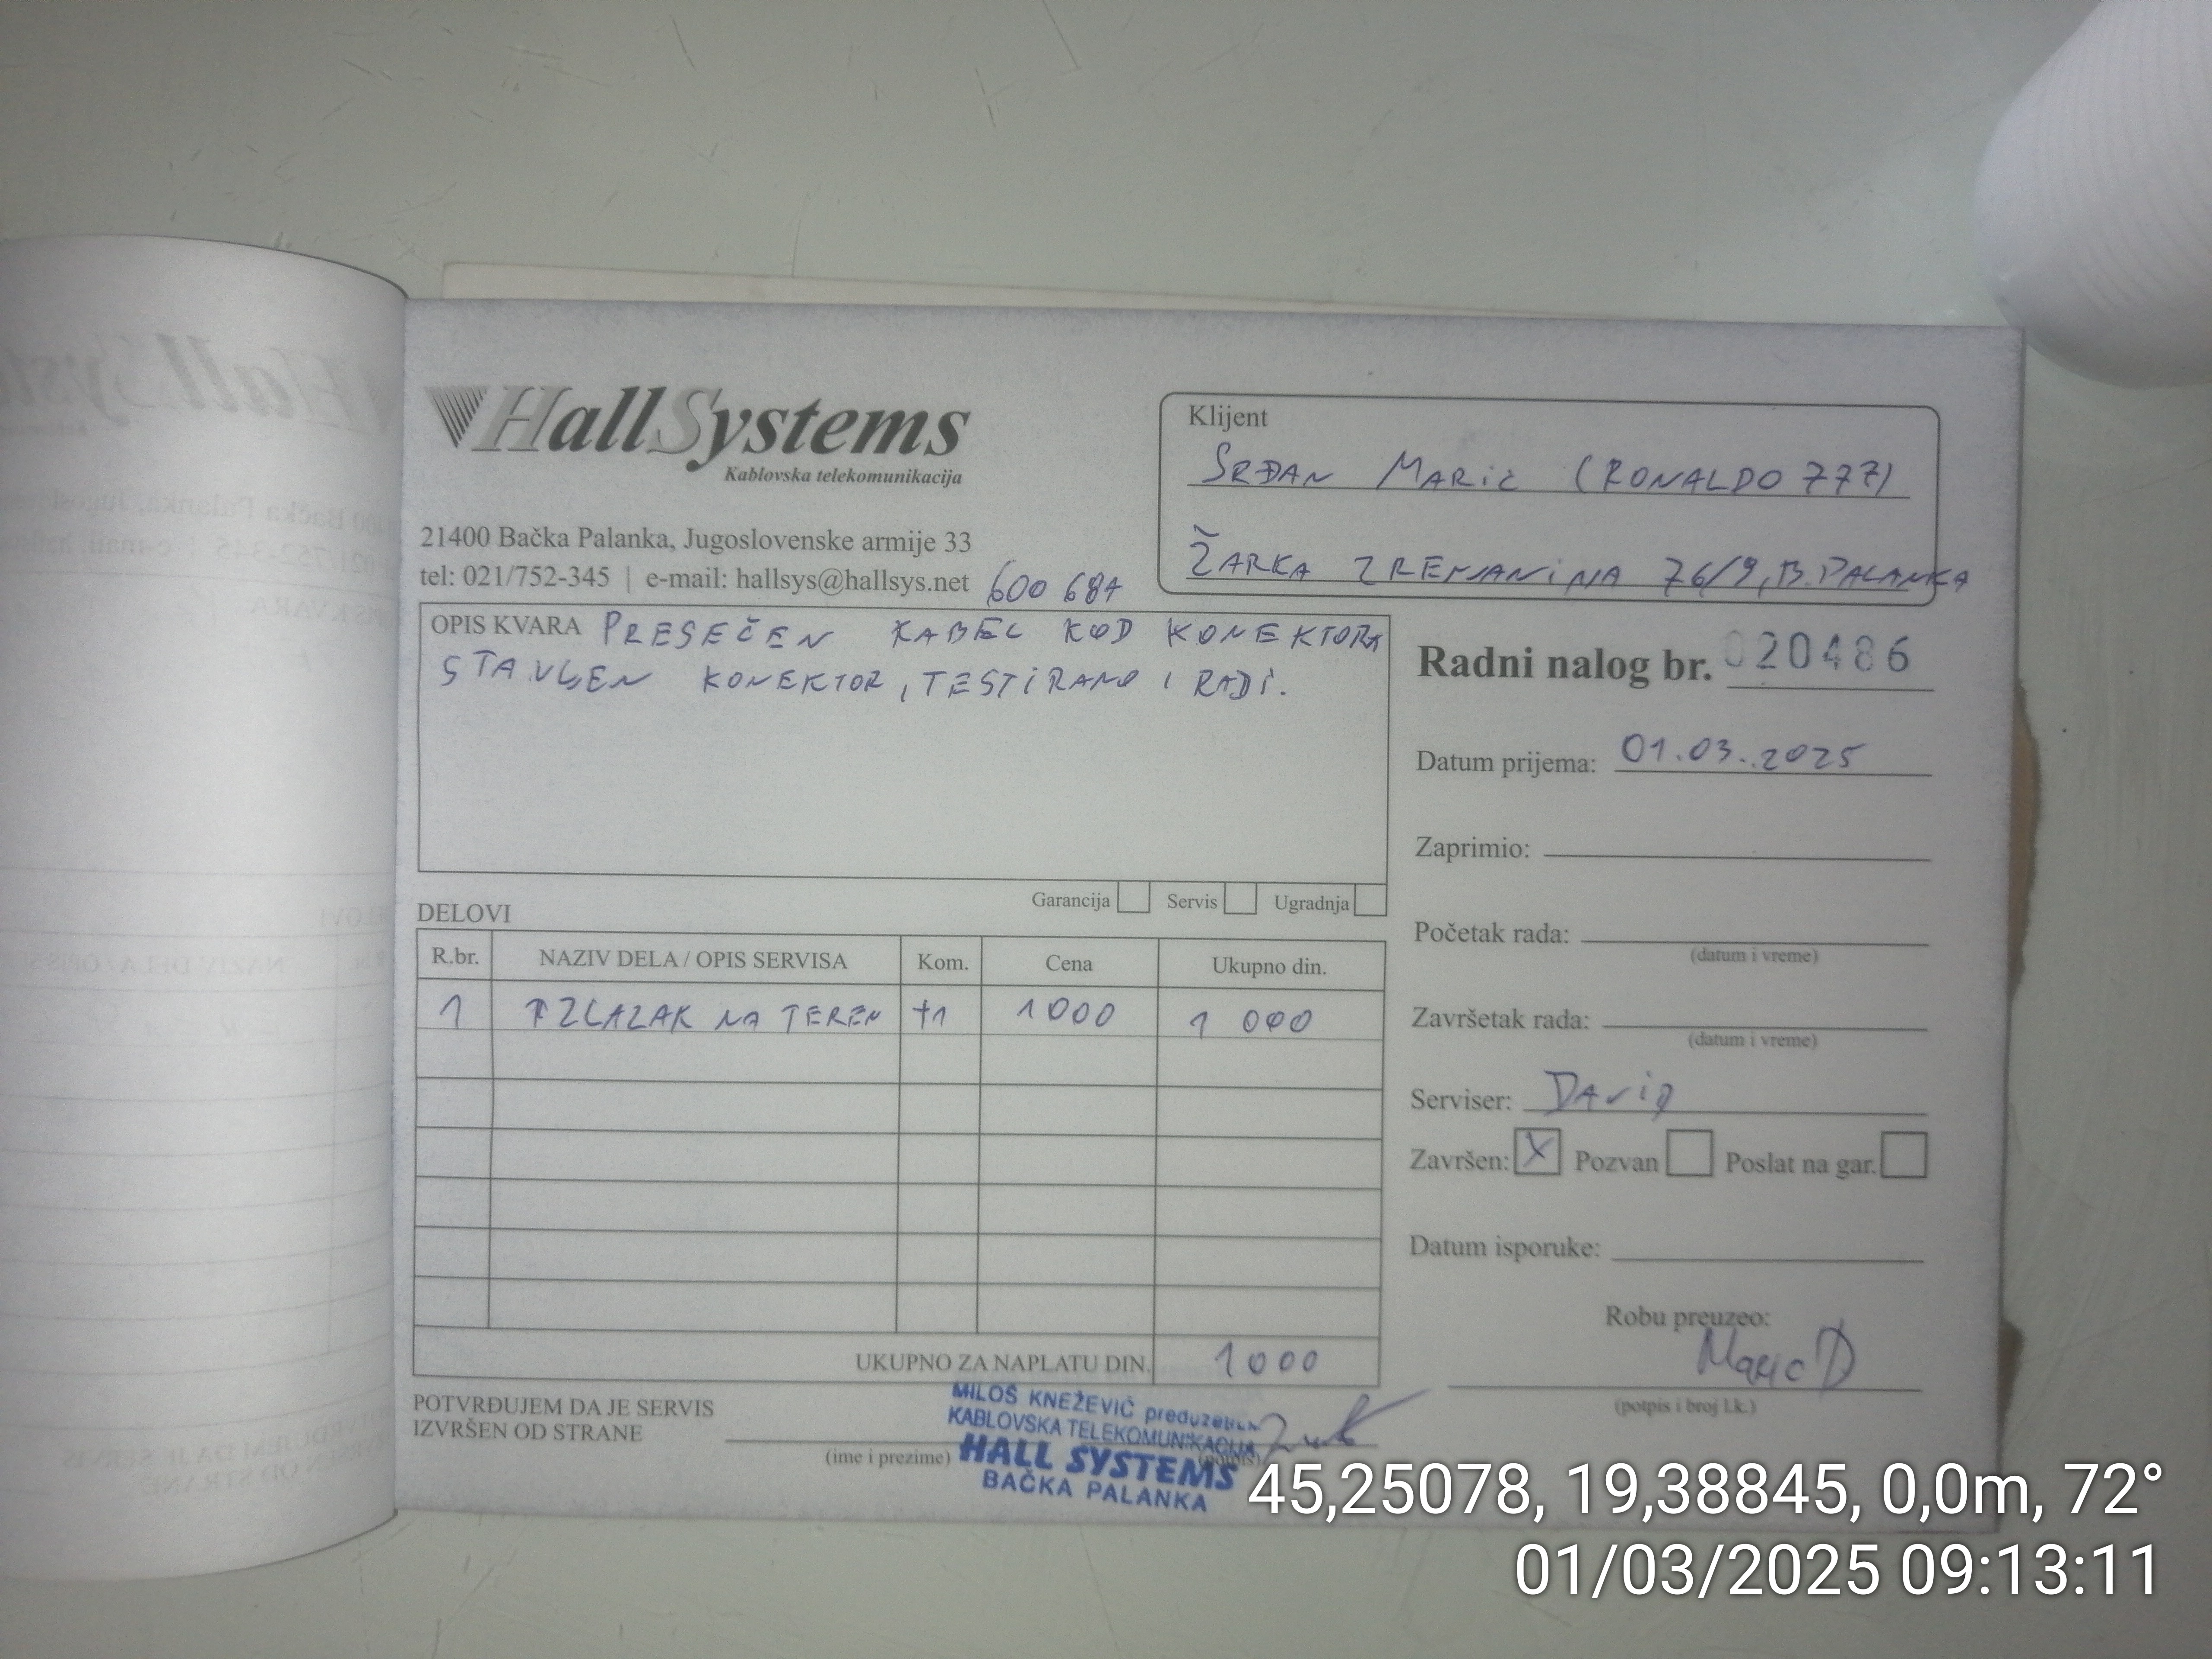 HallSystems
Kablovska telekomunikacija
21400 Bačka Palanka, Jugoslovenske armije 33
tel: 021/752-345 | e-mail: hallsys@hallsys.net
600 687
Klijent
SRĐAN MARIĆ (RONALDO 777)
ŽARKA ZRENJANINA 76/9, B. PALANKA
OPIS KVARA PRESEČEN KABEL KOD KONEKTORA
STAVLJEN KONEKTOR, TESTIRANO I RADI.
Garancija Servis Ugradnja
Radni nalog br. 020486
Datum prijema: 01.03.2025
Zaprimio:
Početak rada:
(datum i vreme)
Završetak rada:
(datum i vreme)
Serviser: DAVID
Završen: X Pozvan Poslat na gar.
Datum isporuke:
Robu preuzeo:
(potpis i broj l.k.)
DELOVI
R.br. NAZIV DELA / OPIS SERVISA Kom. Cena Ukupno din.
1 IZLAZAK NA TEREN 1 1000 1 000
UKUPNO ZA NAPLATU DIN. 1000
POTVRĐUJEM DA JE SERVIS
IZVRŠEN OD STRANE
(ime i prezime) (potpis)
MILOŠ KNEŽEVIĆ preduzetnik
KABLOVSKA TELEKOMUNIKACIJA
HALL SYSTEMS
BAČKA PALANKA
45,25078, 19,38845, 0,0m, 72°
01/03/2025 09:13:11